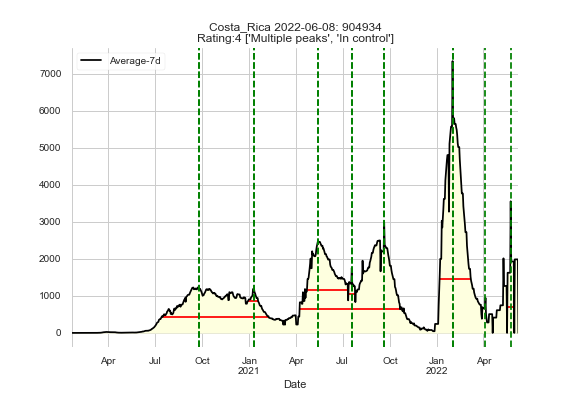 Costa_Rica 2022-06-08: 904934
Rating:4 ['Multiple peaks', 'In control']
Average-7d
7000
6000
5000
4000
3000
2000
1000
0
Apr Jul Oct Jan Apr Jul Oct Jan Apr
2021 2022
Date